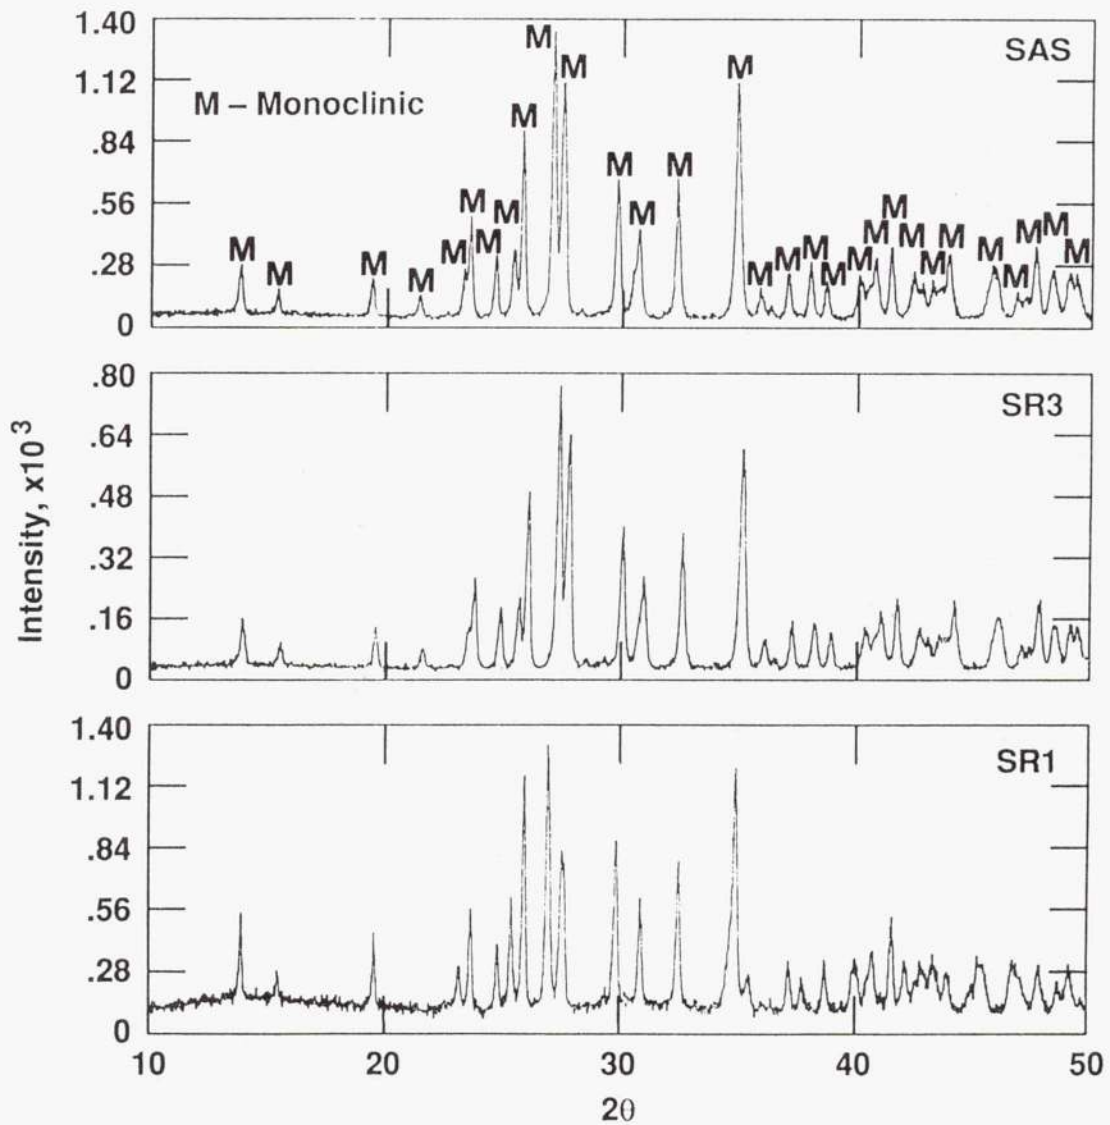 1.40
1.12
.84
.56
.28
0
SAS
M – Monoclinic
M M M M M M M M M M M M M M M M M M M M M M M M M M M M M M
.80
.64
.48
.32
.16
0
SR3
Intensity, x10³
1.40
1.12
.84
.56
.28
0
SR1
10 20 30 40 50
2θ